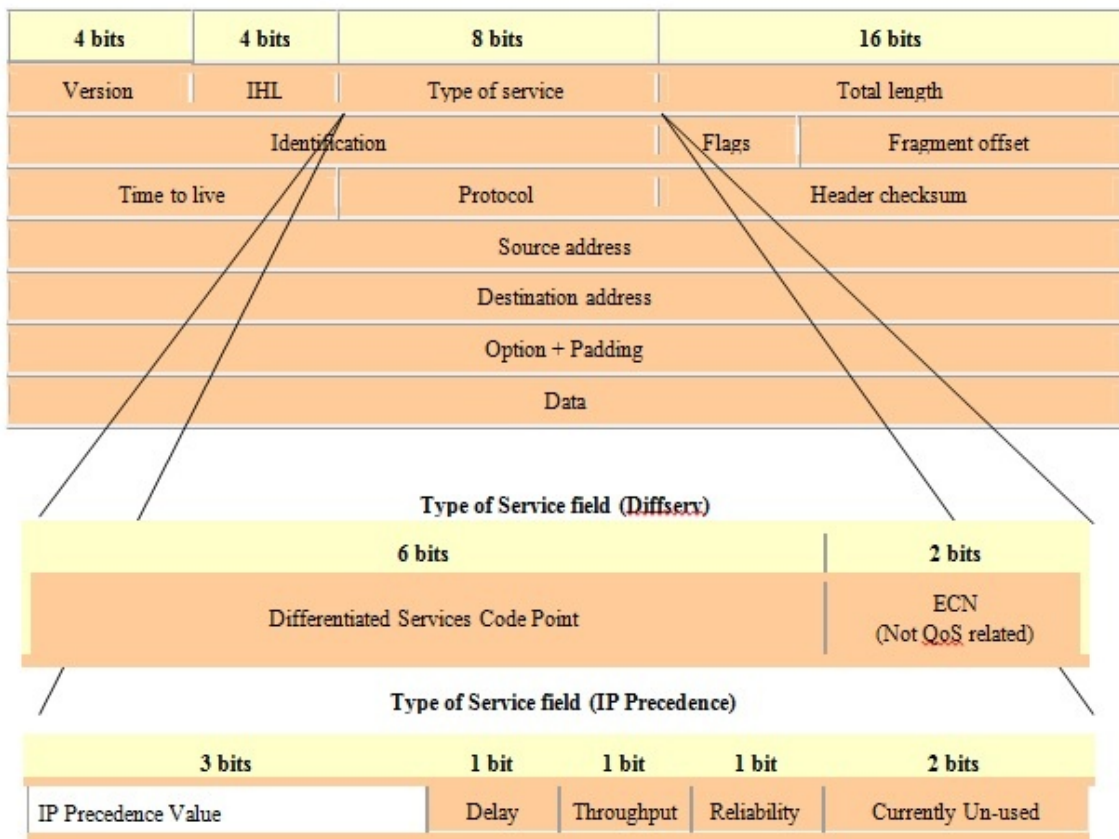 4 bits 4 bits 8 bits 16 bits
Version IHL Type of service Total length
Identification Flags Fragment offset
Time to live Protocol Header checksum
Source address
Destination address
Option + Padding
Data
Type of Service field (Diffserv)
6 bits 2 bits
Differentiated Services Code Point ECN
(Not QoS related)
Type of Service field (IP Precedence)
3 bits 1 bit 1 bit 1 bit 2 bits
IP Precedence Value Delay Throughput Reliability Currently Un-used